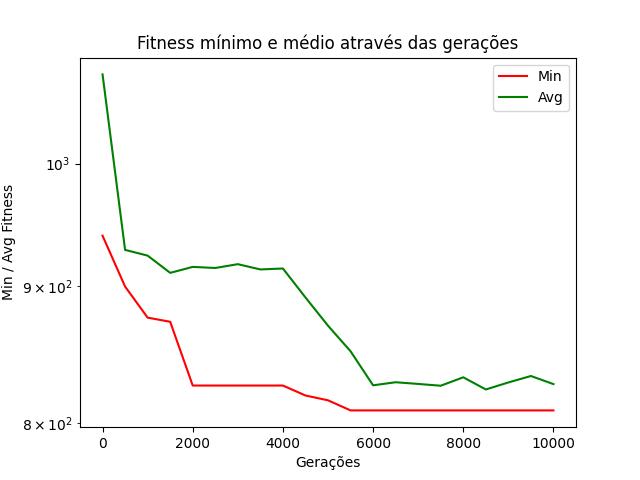 Fitness mínimo e médio através das gerações
Min
Avg
Min / Avg Fitness
10³
9 × 10²
8 × 10²
0 2000 4000 6000 8000 10000
Gerações